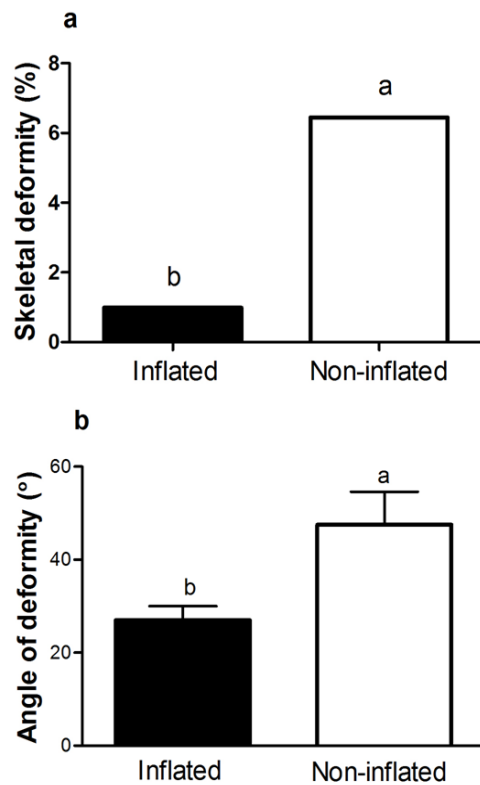 a
Skeletal deformity (%)
8
6
4
2
0
b
a
Inflated
Non-inflated
b
Angle of deformity (º)
60
40
20
0
b
a
Inflated
Non-inflated